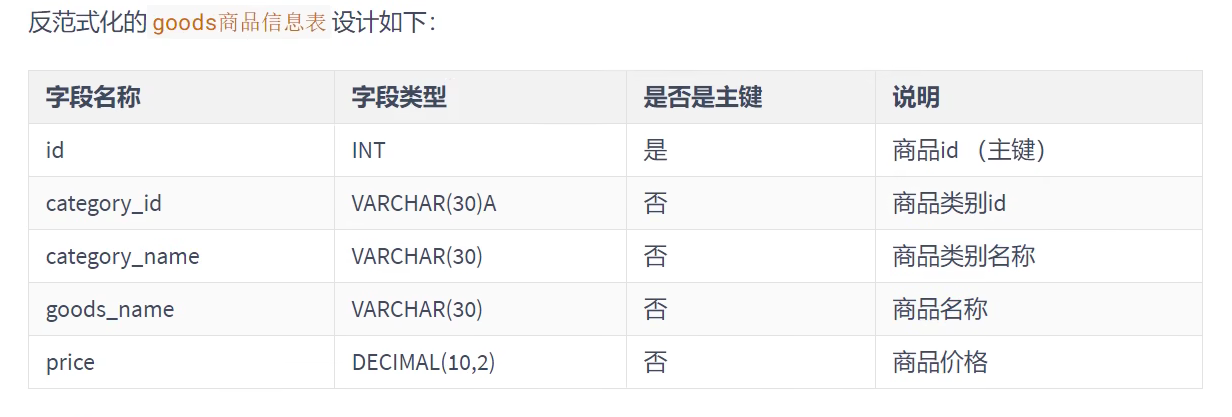 反范式化的goods商品信息表设计如下：
字段名称 字段类型 是否是主键 说明
id INT 是 商品id （主键）
category_id VARCHAR(30)A 否 商品类别id
category_name VARCHAR(30) 否 商品类别名称
goods_name VARCHAR(30) 否 商品名称
price DECIMAL(10,2) 否 商品价格